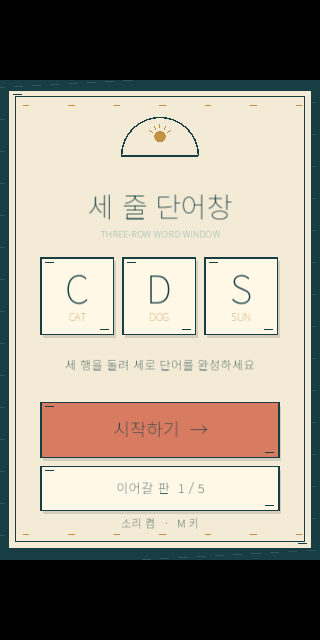 세 줄 단어창
THREE-ROW WORD WINDOW
C D S
CAT DOG SUN
세 행을 돌려 세로 단어를 완성하세요
시작하기 →
이어갈 판 1 / 5
소리 켬 · M 키